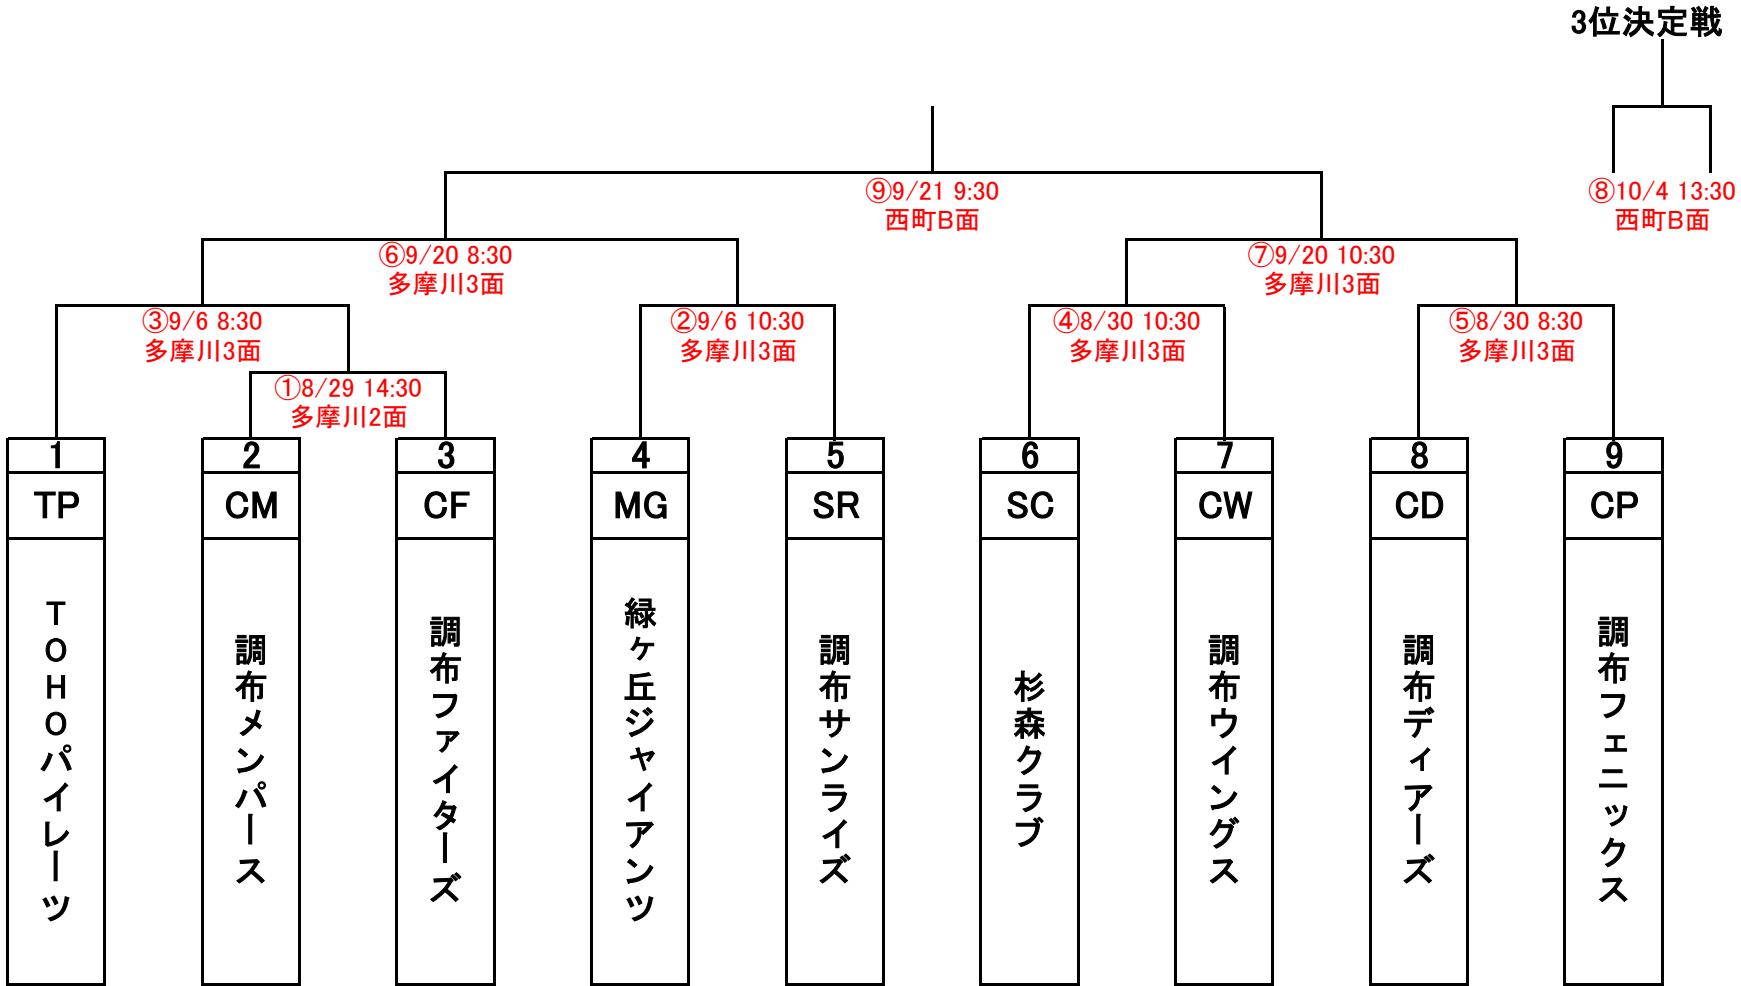 3位決定戦
⑨9/21 9:30
西町B面
⑧10/4 13:30
西町B面
⑥9/20 8:30
多摩川3面
⑦9/20 10:30
多摩川3面
③9/6 8:30
多摩川3面
②9/6 10:30
多摩川3面
④8/30 10:30
多摩川3面
⑤8/30 8:30
多摩川3面
①8/29 14:30
多摩川2面
1
2
3
4
5
6
7
8
9
TP
CM
CF
MG
SR
SC
CW
CD
CP
TOHOパイレーツ
調布メンパース
調布ファイターズ
緑ヶ丘ジャイアンツ
調布サンライズ
杉森クラブ
調布ウイングス
調布ディアーズ
調布フェニックス